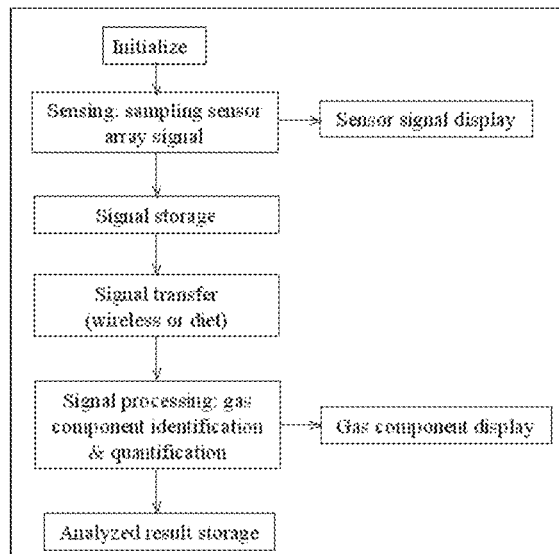 Initialize
Sensing: sampling sensor
array signal
Sensor signal display
Signal storage
Signal transfer
(wireless or diet)
Signal processing: gas
component identification
& quantification
Gas component display
Analyzed result storage